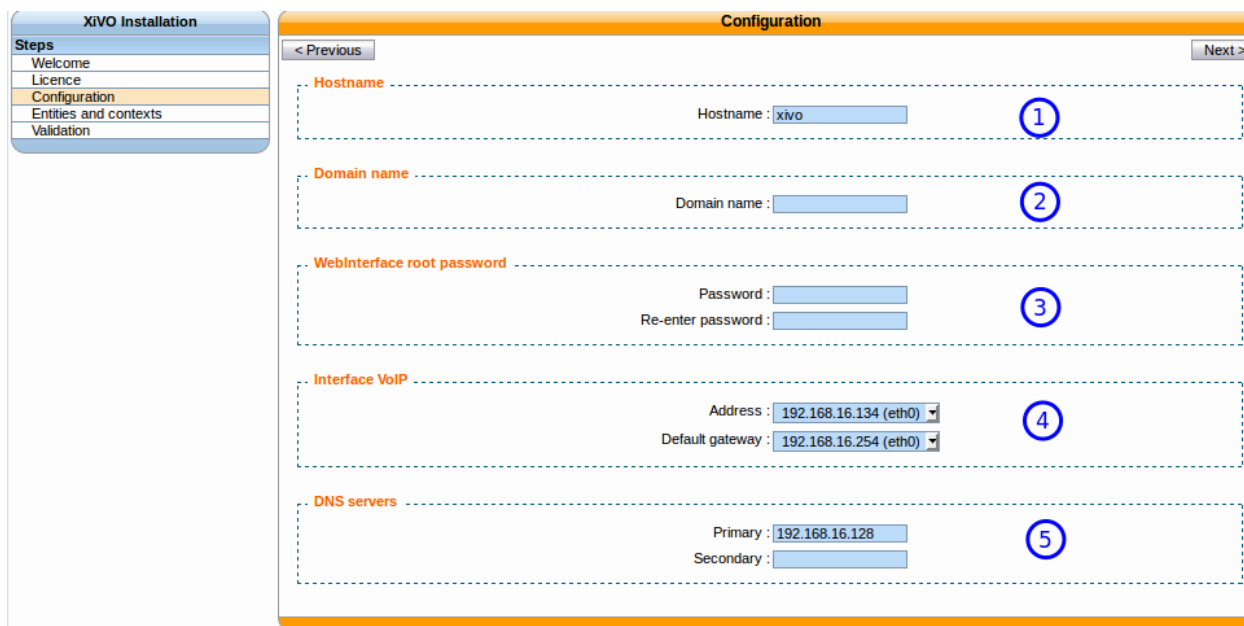 XiVO Installation
Steps
Welcome
Licence
Configuration
Entities and contexts
Validation
Configuration
< Previous
Next >
Hostname
Hostname : xivo
1
Domain name
Domain name :
2
WebInterface root password
Password :
Re-enter password :
3
Interface VoIP
Address : 192.168.16.134 (eth0)
Default gateway : 192.168.16.254 (eth0)
4
DNS servers
Primary : 192.168.16.128
Secondary :
5